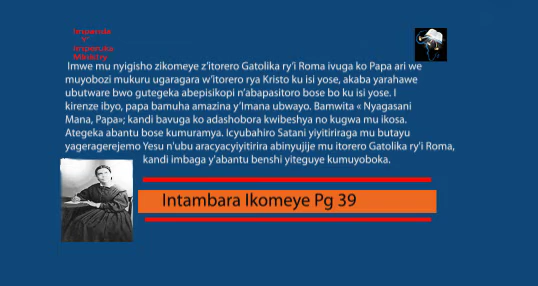 Impacola
Y'
Imperuka
Ministry
Imwe mu nyigisho zikomeye z'itorero Gatolika ry'i Roma ivuga ko Papa ari we
muyobozi mukuru ugaragara w'itorero rya Kristo ku isi yose, akaba yarahawe
ubutware bwo gutegeka abepisikopi n'abapasitoro bose bo ku isi yose. I
kirenze ibyo, papa bamuha amazina y'Imana ubwayo. Bamwita « Nyagasani
Mana, Papa»; kandi bavuga ko adashobora kwibeshya no kugwa mu ikosa.
Ategeka abantu bose kumuramya. Icyubahiro Satani yiyitiriraga mu butayu
yageragerejemo Yesu n'ubu aracyacyiyitirira abinyujije mu itorero Gatolika ry'i Roma,
kandi imbaga y'abantu benshi yiteguye kumuyoboka.
Intambara Ikomeye Pg 39